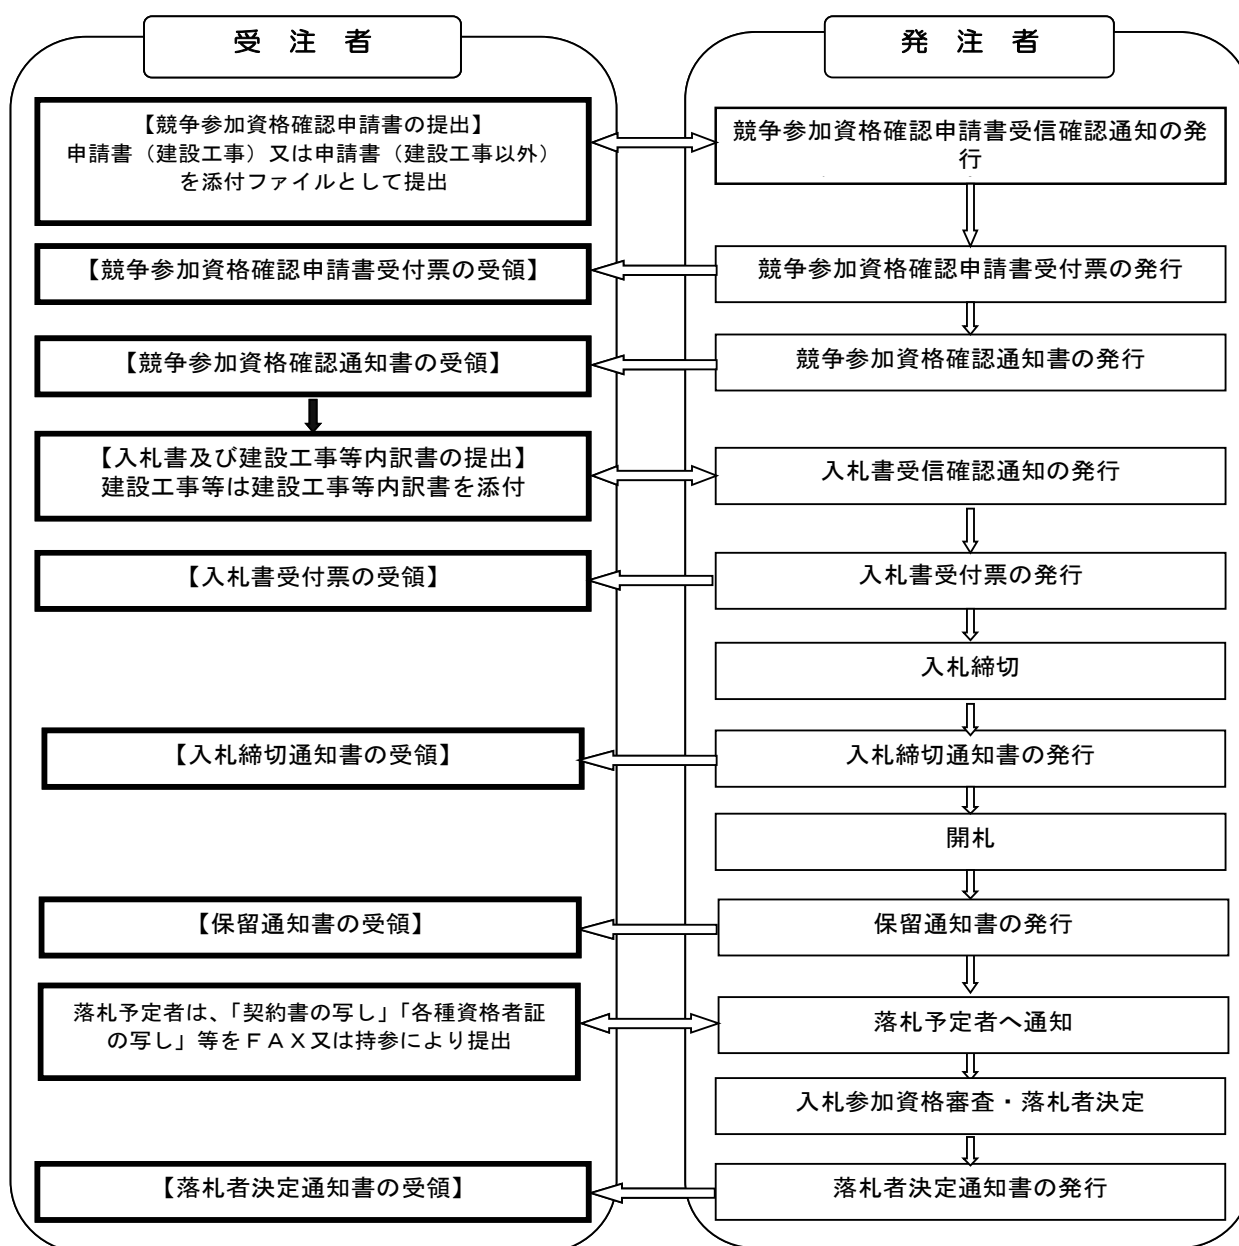 受 注 者
発 注 者
【競争参加資格確認申請書の提出】
申請書（建設工事）又は申請書（建設工事以外）
を添付ファイルとして提出
競争参加資格確認申請書受信確認通知の発
行
【競争参加資格確認申請書受付票の受領】
競争参加資格確認申請書受付票の発行
【競争参加資格確認通知書の受領】
競争参加資格確認通知書の発行
【入札書及び建設工事等内訳書の提出】
建設工事等は建設工事等内訳書を添付
入札書受信確認通知の発行
【入札書受付票の受領】
入札書受付票の発行
入札締切
【入札締切通知書の受領】
入札締切通知書の発行
開札
【保留通知書の受領】
保留通知書の発行
落札予定者は、「契約書の写し」「各種資格者証
の写し」等をＦＡＸ又は持参により提出
落札予定者へ通知
入札参加資格審査・落札者決定
【落札者決定通知書の受領】
落札者決定通知書の発行